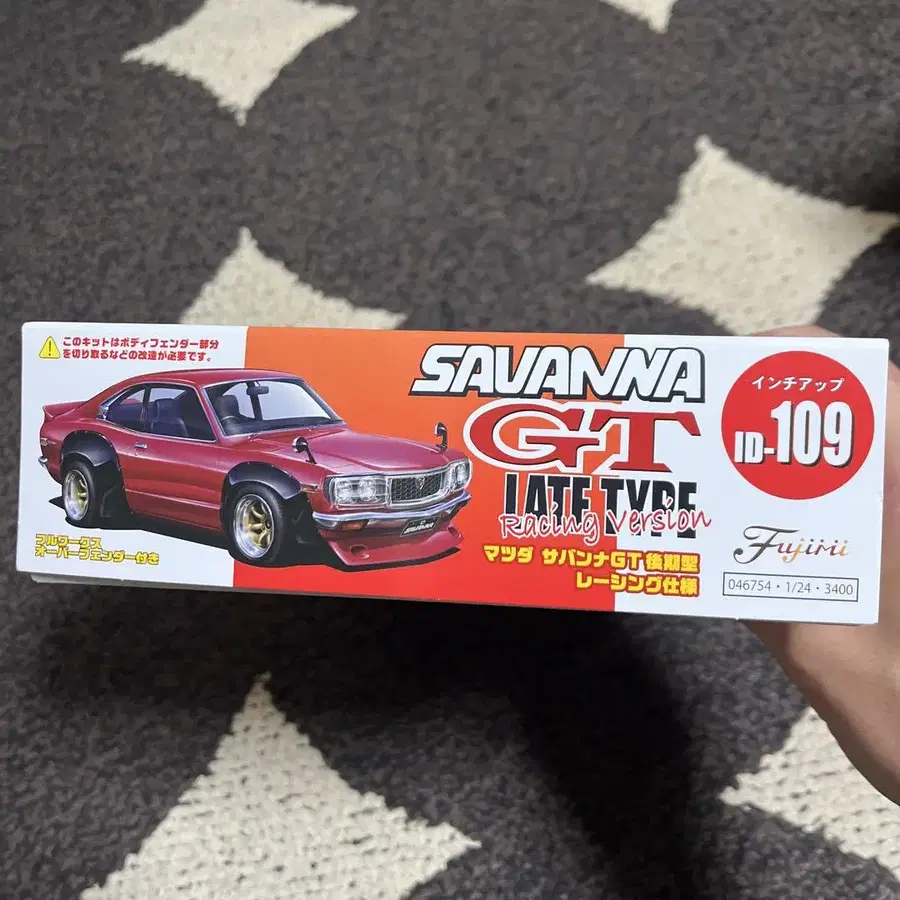 このキットはボディフェンダー部分
を切り取るなどの改造が必要です。
SAVANNA
GT
LATE TYPE
Racing Version
マツダ サバンナGT後期型
レーシング仕様
フルワークス
オーバーフェンダー付き
SAVANNA
インチアップ
ID-109
Fujimi
046754・1/24・3400